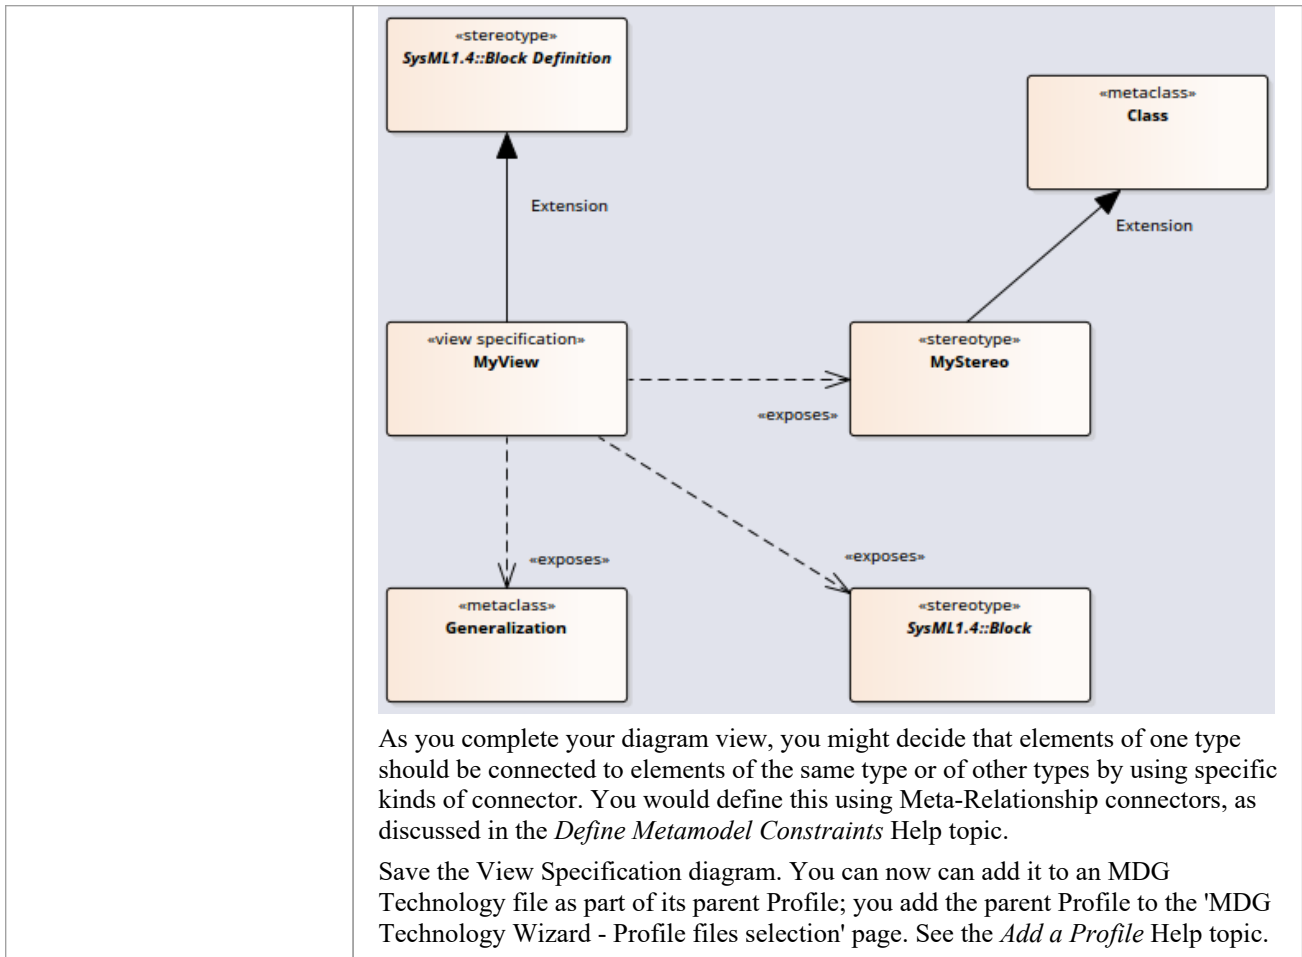 «stereotype»
SysML1.4::Block Definition
«metaclass»
Class
Extension
Extension
«view specification»
MyView
«stereotype»
MyStereo
«exposes»
«exposes»
«exposes»
«metaclass»
Generalization
«stereotype»
SysML1.4::Block
As you complete your diagram view, you might decide that elements of one type
should be connected to elements of the same type or of other types by using specific
kinds of connector. You would define this using Meta-Relationship connectors, as
discussed in the Define Metamodel Constraints Help topic.
Save the View Specification diagram. You can now can add it to an MDG
Technology file as part of its parent Profile; you add the parent Profile to the 'MDG
Technology Wizard - Profile files selection' page. See the Add a Profile Help topic.